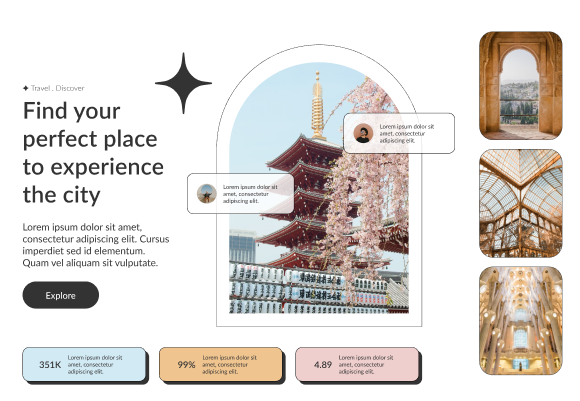 Travel . Discover
Find your
perfect place
to experience
the city
Lorem ipsum dolor sit amet,
consectetur adipiscing elit. Cursus
imperdiet sed id elementum.
Quam vel aliquam sit vulputate.
Explore
Lorem ipsum dolor sit
amet, consectetur
adipiscing elit.
Lorem ipsum dolor sit
amet, consectetur
adipiscing elit.
351K
Lorem ipsum dolor sit
amet, consectetur
adipiscing elit.
99%
Lorem ipsum dolor sit
amet, consectetur
adipiscing elit.
4.89
Lorem ipsum dolor sit
amet, consectetur
adipiscing elit.